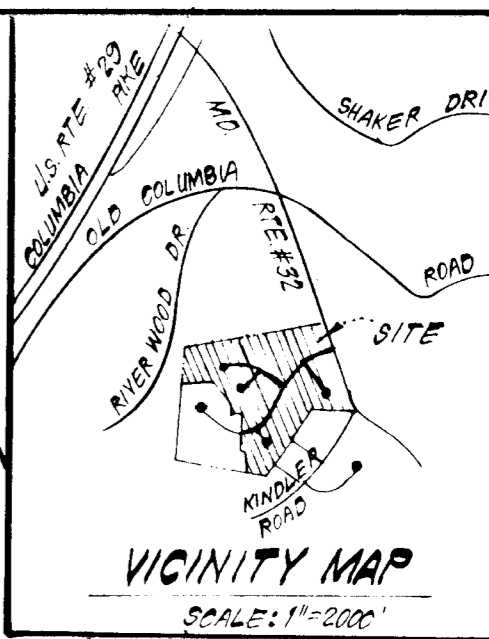 U.S. RTE #29
COLUMBIA PIKE
MD. RTE #32
SHAKER DRI
OLD COLUMBIA ROAD
RIVER WOOD DR.
SITE
KINDLER ROAD
VICINITY MAP
SCALE: 1"=2000'